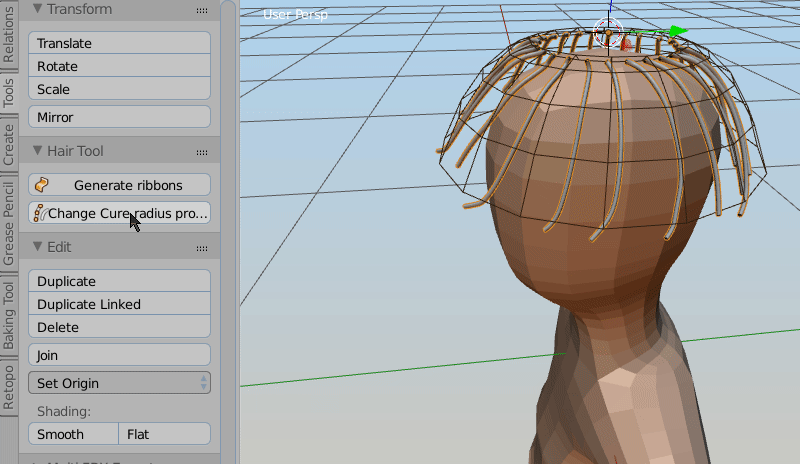 Relations
Tools
Create
Grease Pencil
Baking Tool
Retopo
Transform
Translate
Rotate
Scale
Mirror
Hair Tool
Generate ribbons
Change Cure radius pro...
Edit
Duplicate
Duplicate Linked
Delete
Join
Set Origin
Shading:
Smooth Flat
User Persp